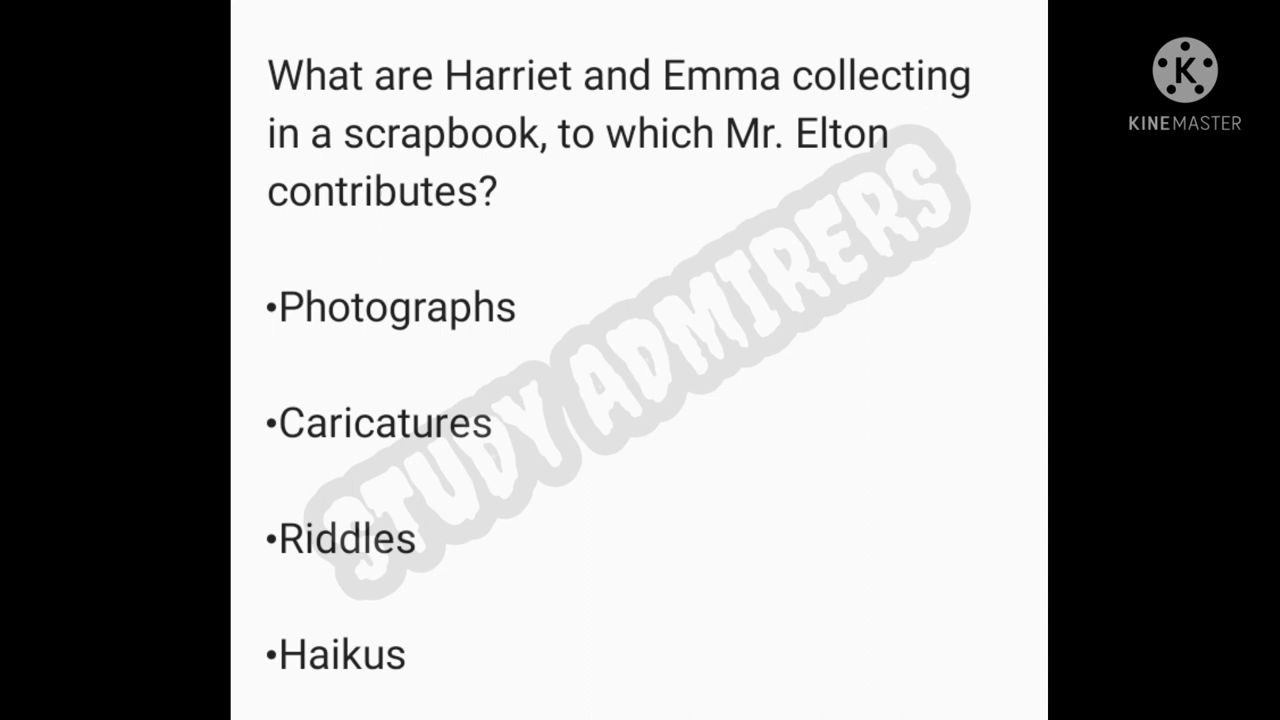 What are Harriet and Emma collecting
in a scrapbook, to which Mr. Elton
contributes?
•Photographs
•Caricatures
•Riddles
•Haikus
STUDY ADMIRERS
K
KINEMASTER